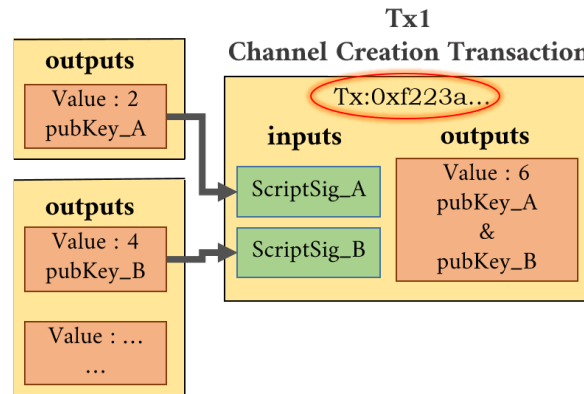 Tx1
Channel Creation Transaction
outputs
Value : 2
pubKey_A
outputs
Value : 4
pubKey_B
Value : ...
...
Tx:0xf223a...
inputs
ScriptSig_A
ScriptSig_B
outputs
Value : 6
pubKey_A
&
pubKey_B